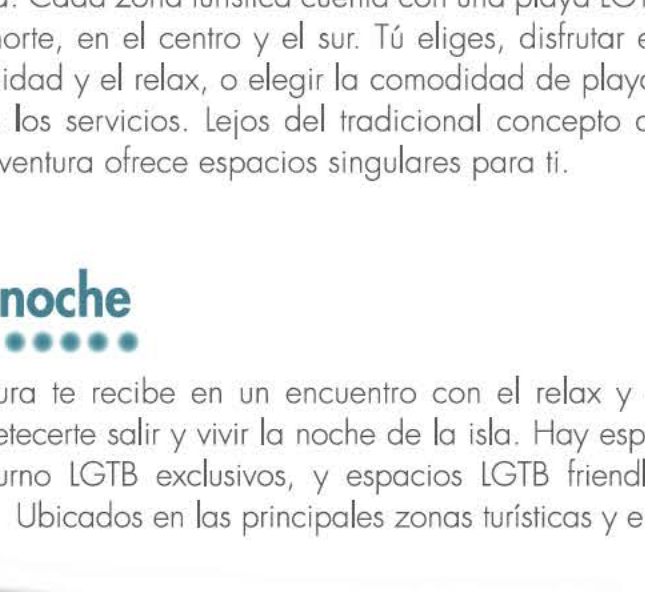 Cada zona turística cuenta con una playa LGT
norte, en el centro y el sur. Tú eliges, disfrutar e
idad y el relax, o elegir la comodidad de playa
los servicios. Lejos del tradicional concepto
ventura ofrece espacios singulares para ti.
noche
ura te recibe en un encuentro con el relax y
etecerte salir y vivir la noche de la isla. Hay esp
urno LGTB exclusivos, y espacios LGTB friendl
Ubicados en las principales zonas turísticas y e